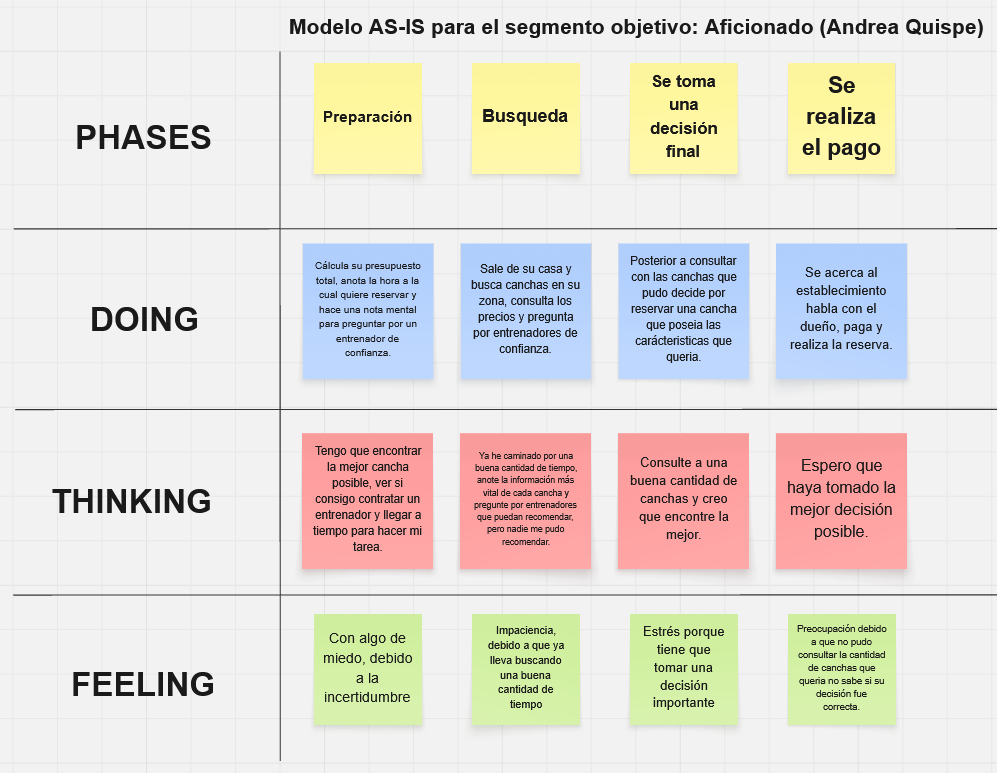 Modelo AS-IS para el segmento objetivo: Aficionado (Andrea Quispe)
PHASES
Preparación
Busqueda
Se toma
una
decisión
final
Se
realiza
el pago
DOING
Cálcula su presupuesto
total, anota la hora a la
cual quiere reservar y
hace una nota mental
para preguntar por un
entrenador de
confianza.
Sale de su casa y
busca canchas en su
zona, consulta los
precios y pregunta
por entrenadores de
confianza.
Posterior a consultar
con las canchas que
pudo decide por
reservar una cancha
que poseia las
carácteristicas que
queria.
Se acerca al
establecimiento
habla con el
dueño, paga y
realiza la reserva.
THINKING
Tengo que encontrar
la mejor cancha
posible, ver si
consigo contratar un
entrenador y llegar a
tiempo para hacer mi
tarea.
Ya he caminado por una
buena cantidad de tiempo,
anote la información más
vital de cada cancha y
pregunte por entrenadores
que puedan recomendar,
pero nadie me pudo
recomendar.
Consulte a una
buena cantidad de
canchas y creo
que encontre la
mejor.
Espero que
haya tomado la
mejor decisión
posible.
FEELING
Con algo de
miedo, debido
a la
incertidumbre
Impaciencia,
debido a que ya
lleva buscando
una buena
cantidad de
tiempo
Estrés porque
tiene que
tomar una
decisión
importante
Preocupación debido
a que no pudo
consultar la cantidad
de canchas que
queria no sabe si su
decisión fue
correcta.